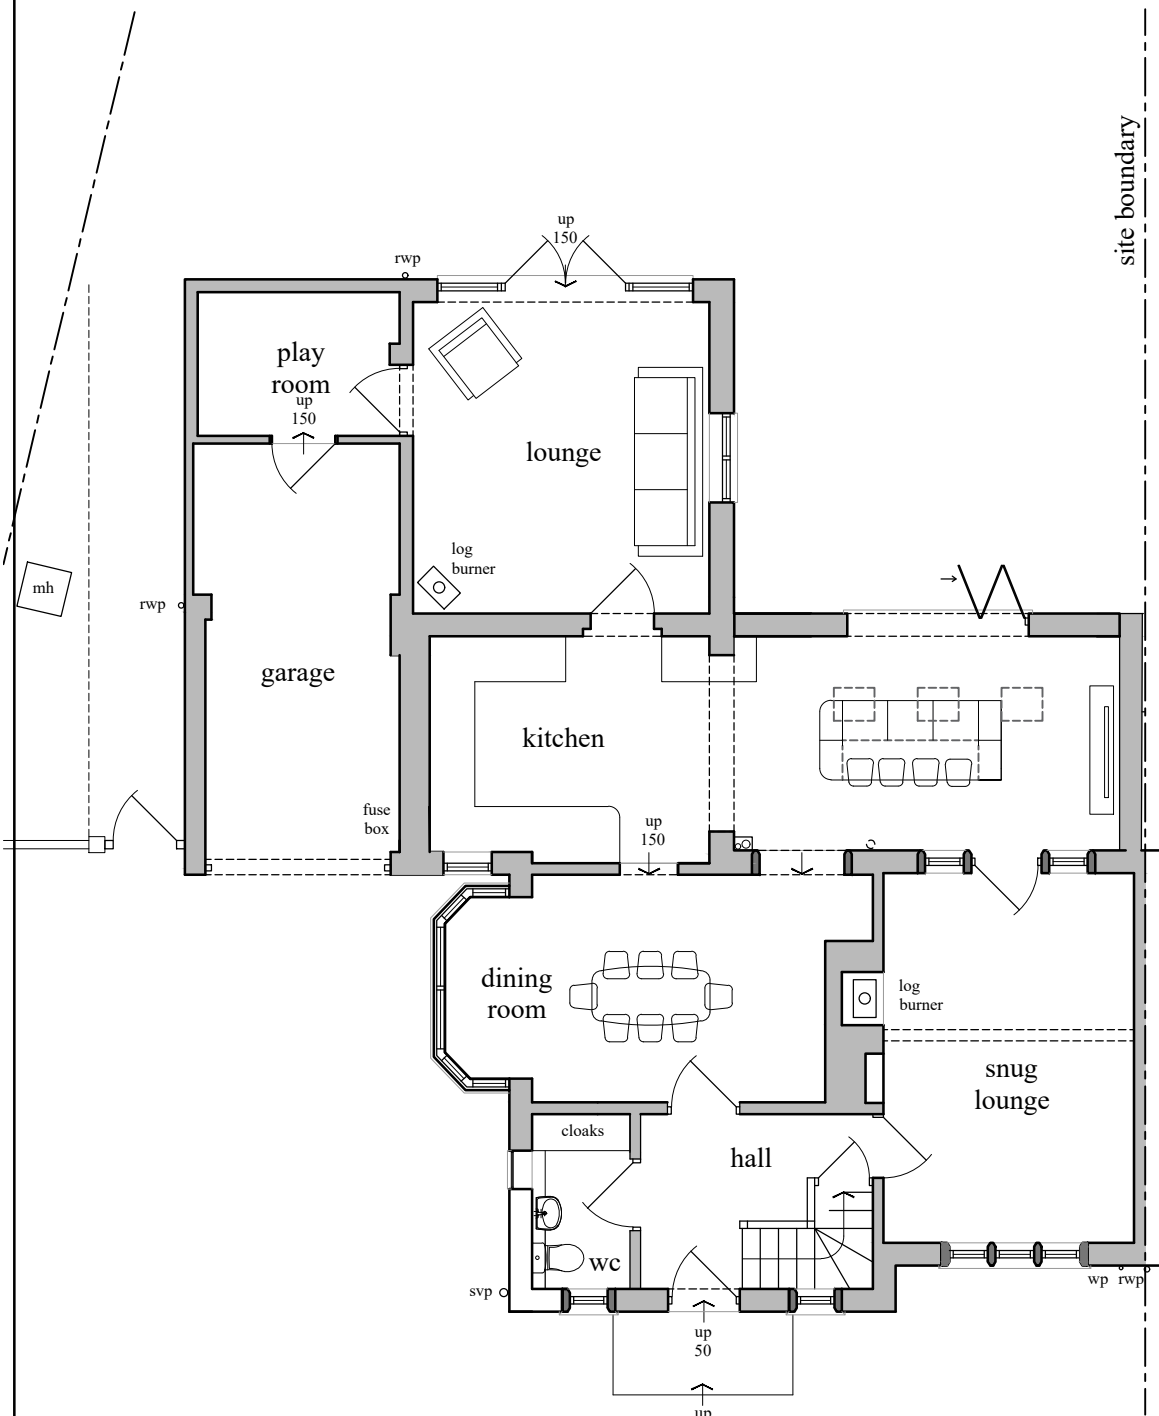 site boundary
up
150
rwp
play
room
up
150
lounge
log
burner
mh
rwp
garage
kitchen
fuse
box
up
150
dining
room
log
burner
snug
lounge
cloaks
hall
wc
svp
wp
rwp
up
50
up